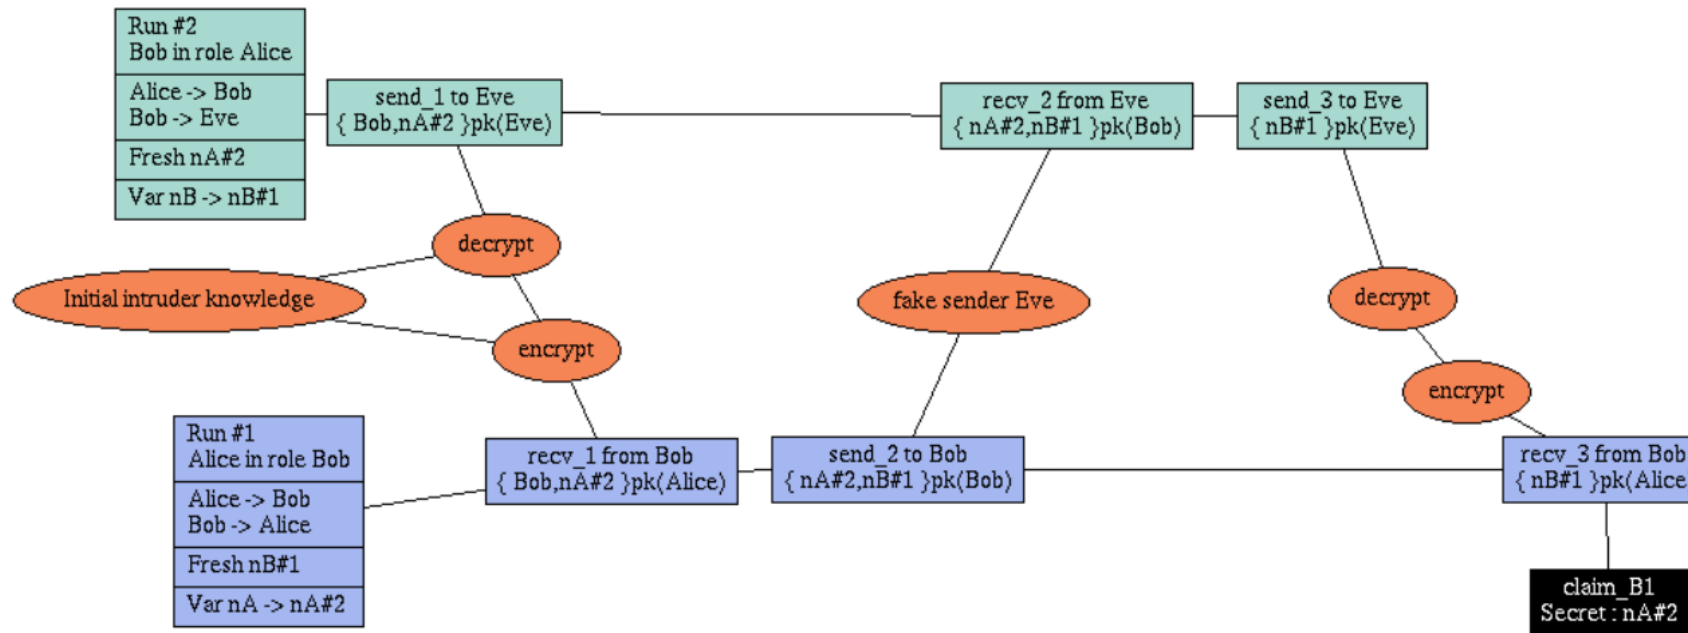 Run #2
Bob in role Alice
Alice -> Bob
Bob -> Eve
Fresh nA#2
Var nB -> nB#1
send_1 to Eve
{ Bob,nA#2 }pk(Eve)
recv_2 from Eve
{ nA#2,nB#1 }pk(Bob)
send_3 to Eve
{ nB#1 }pk(Eve)
decrypt
Initial intruder knowledge
encrypt
fake sender Eve
decrypt
encrypt
Run #1
Alice in role Bob
Alice -> Bob
Bob -> Alice
Fresh nB#1
Var nA -> nA#2
recv_1 from Bob
{ Bob,nA#2 }pk(Alice)
send_2 to Bob
{ nA#2,nB#1 }pk(Bob)
recv_3 from Bob
{ nB#1 }pk(Alice
claim_B1
Secret : nA#2